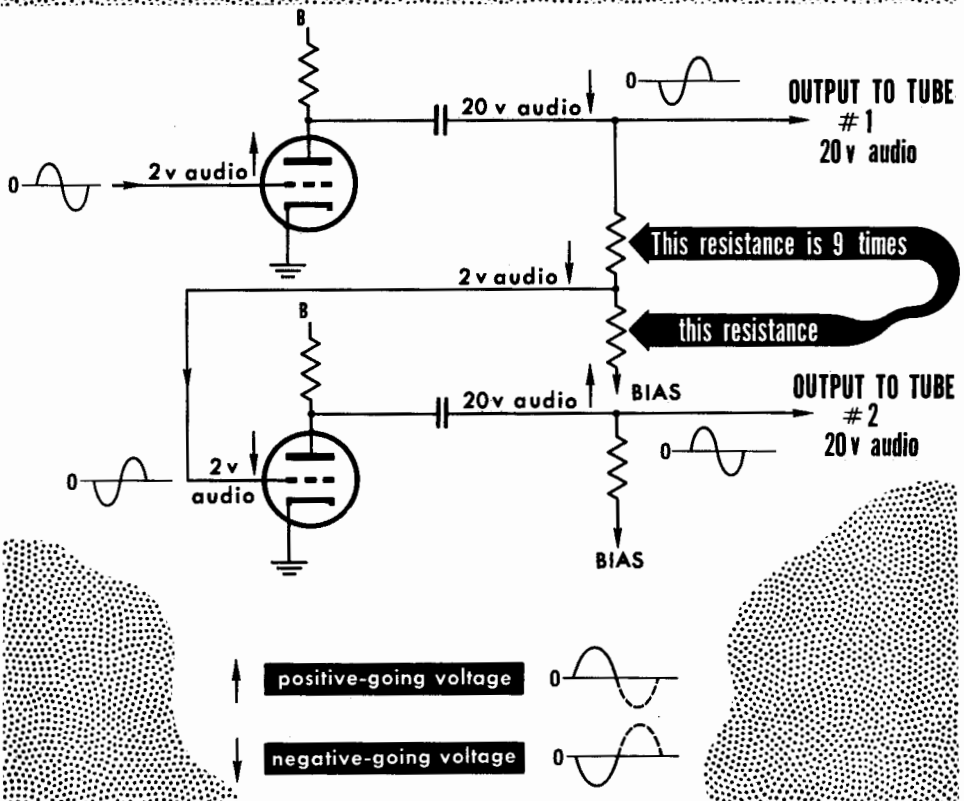 B
20 v audio
0
OUTPUT TO TUBE
#1
20 v audio
0
2 v audio
This resistance is 9 times
2 v audio
B
this resistance
BIAS
20 v audio
OUTPUT TO TUBE
#2
20 v audio
0
0
2 v
audio
BIAS
positive-going voltage
0
negative-going voltage
0